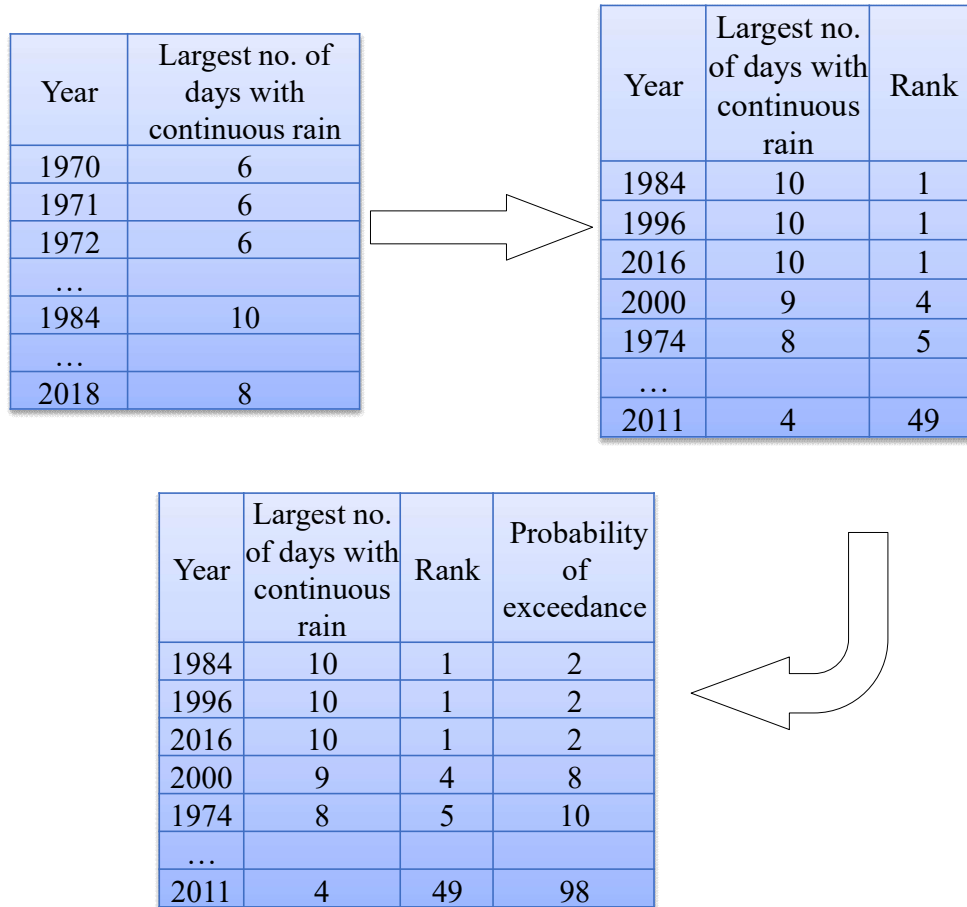 Year Largest no. of
days with
continuous rain
1970 6
1971 6
1972 6
…
1984 10
…
2018 8
Year Largest no.
of days with
continuous
rain Rank
1984 10 1
1996 10 1
2016 10 1
2000 9 4
1974 8 5
…
2011 4 49
Year Largest no.
of days with
continuous
rain Rank Probability
of
exceedance
1984 10 1 2
1996 10 1 2
2016 10 1 2
2000 9 4 8
1974 8 5 10
…
2011 4 49 98